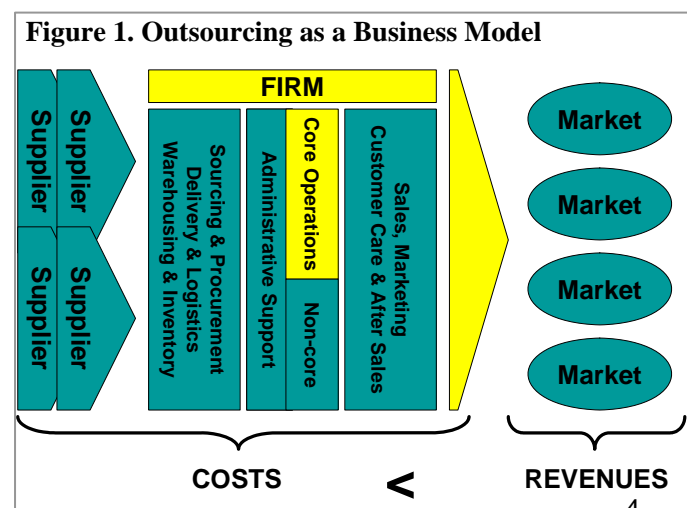 Figure 1. Outsourcing as a Business Model
FIRM
Supplier
Supplier
Supplier
Supplier
Sourcing & Procurement
Delivery & Logistics
Warehousing & Inventory
Administrative Support
Core Operations
Non-core
Sales, Marketing
Customer Care & After Sales
Market
Market
Market
Market
COSTS
<
REVENUES
4